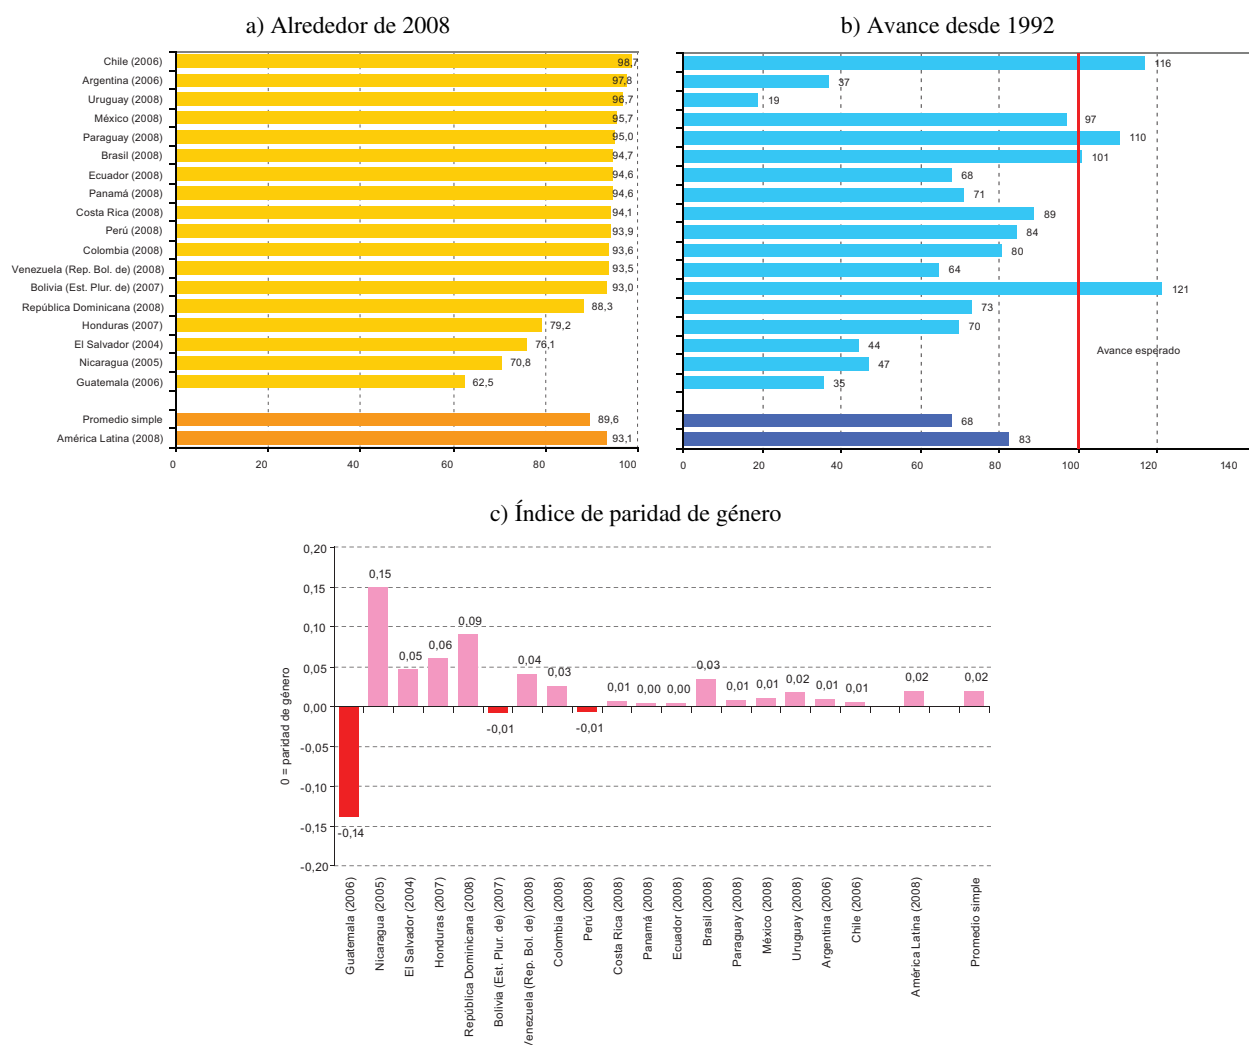 a) Alrededor de 2008
Chile (2006) 98,7
Argentina (2006) 97,8
Uruguay (2008) 96,7
México (2008) 95,7
Paraguay (2008) 95,0
Brasil (2008) 94,7
Ecuador (2008) 94,6
Panamá (2008) 94,6
Costa Rica (2008) 94,1
Perú (2008) 93,9
Colombia (2008) 93,6
Venezuela (Rep. Bol. de) (2008) 93,5
Bolivia (Est. Plur. de) (2007) 93,0
República Dominicana (2008) 88,3
Honduras (2007) 79,2
El Salvador (2004) 76,1
Nicaragua (2005) 70,8
Guatemala (2006) 62,5
Promedio simple 89,6
América Latina (2008) 93,1
0 20 40 60 80 100
b) Avance desde 1992
116
37
19
97
110
101
68
71
89
84
80
64
121
73
70
44
Avance esperado
47
35
68
83
0 20 40 60 80 100 120 140
c) Índice de paridad de género
0 = paridad de género
0,20
0,15
0,10
0,05
0,00
-0,05
-0,10
-0,15
-0,20
-0,14
0,15
0,05
0,06
0,09
-0,01
0,04
0,03
-0,01
0,01
0,00
0,00
0,03
0,01
0,01
0,02
0,01
0,01
0,02
0,02
Guatemala (2006)
Nicaragua (2005)
El Salvador (2004)
Honduras (2007)
República Dominicana (2008)
Bolivia (Est. Plur. de) (2007)
Venezuela (Rep. Bol. de) (2008)
Colombia (2008)
Perú (2008)
Costa Rica (2008)
Panamá (2008)
Ecuador (2008)
Brasil (2008)
Paraguay (2008)
México (2008)
Uruguay (2008)
Argentina (2006)
Chile (2006)
América Latina (2008)
Promedio simple